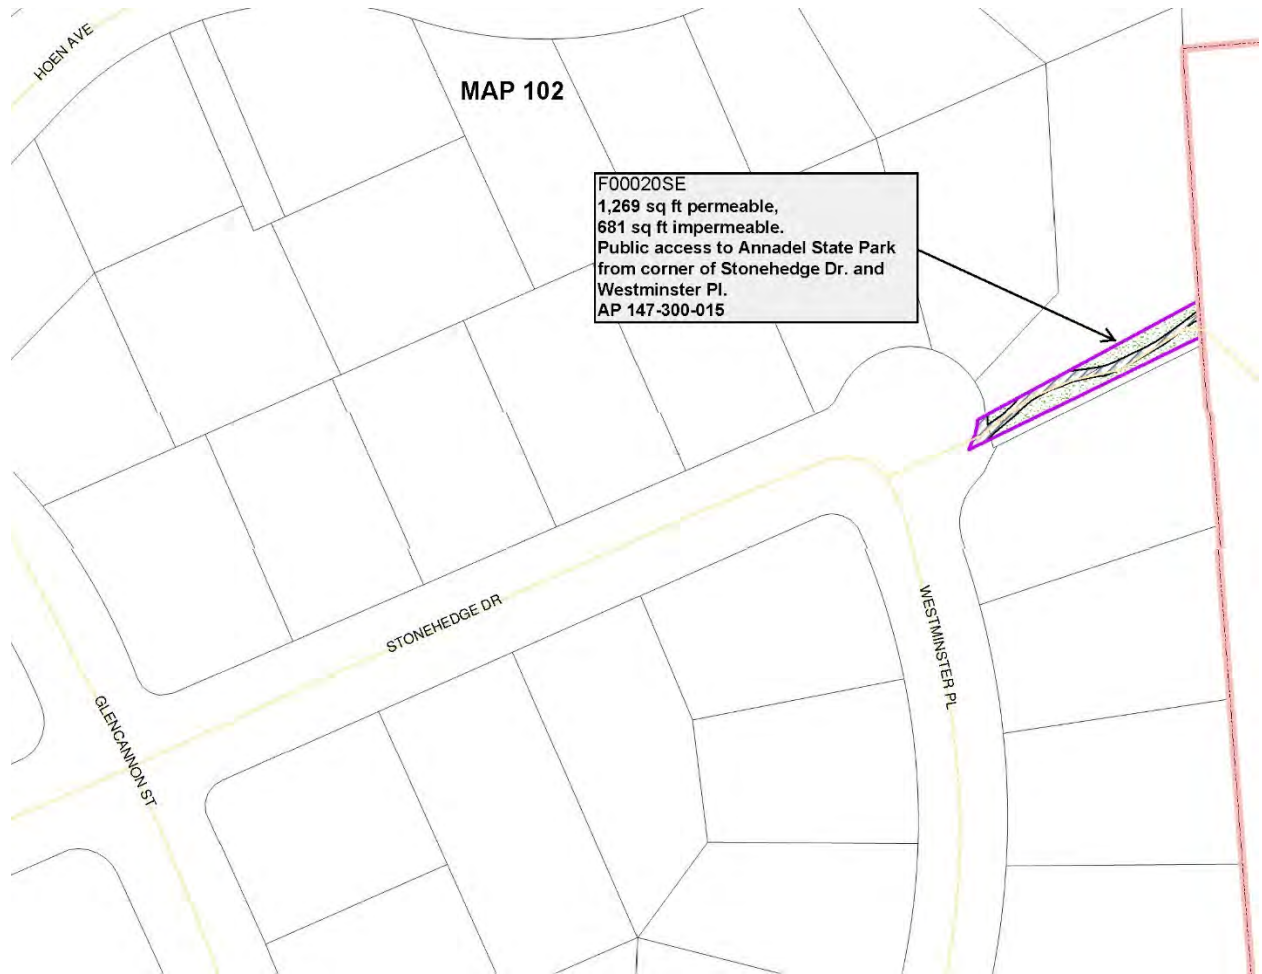 HOEN AVE
MAP 102
F00020SE
1,269 sq ft permeable,
681 sq ft impermeable.
Public access to Annadel State Park
from corner of Stonehedge Dr. and
Westminster Pl.
AP 147-300-015
STONEHEDGE DR
WESTMINSTER PL
GLENCANNON ST